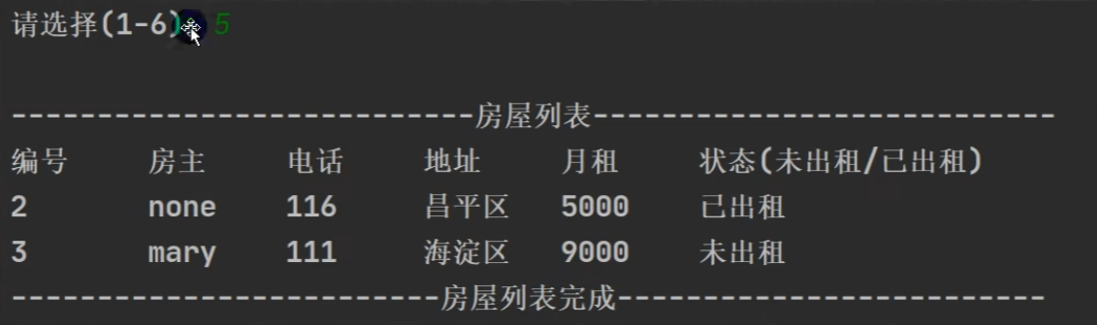 请选择(1-6): 5
---------------------------房屋列表---------------------------
编号 房主 电话 地址 月租 状态(未出租/已出租)
2 none 116 昌平区 5000 已出租
3 mary 111 海淀区 9000 未出租
-------------------------房屋列表完成-------------------------